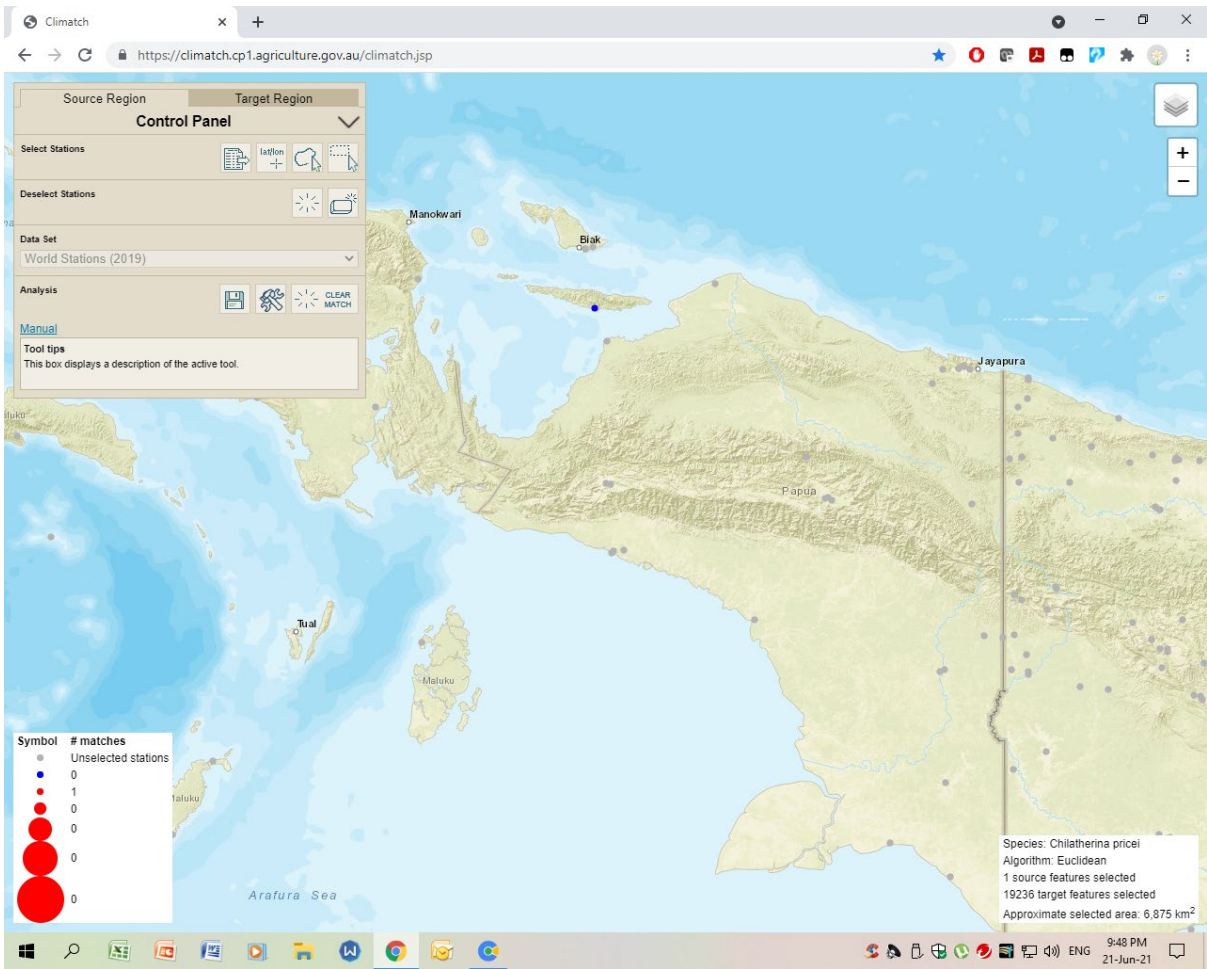 Climatch
https://climatch.cp1.agriculture.gov.au/climatch.jsp
Source Region Target Region
Control Panel
Select Stations
lat/lon
Deselect Stations
Data Set
World Stations (2019)
Analysis
CLEAR
MATCH
Manual
Tool tips
This box displays a description of the active tool.
+
−
Manokwari
Biak
Jayapura
Papua
Tual
Maluku
Maluku
Arafura Sea
Symbol # matches
Unselected stations
0
1
0
0
0
0
Species: Chilatherina pricei
Algorithm: Euclidean
1 source features selected
19236 target features selected
Approximate selected area: 6,875 km²
ENG
9:48 PM
21-Jun-21